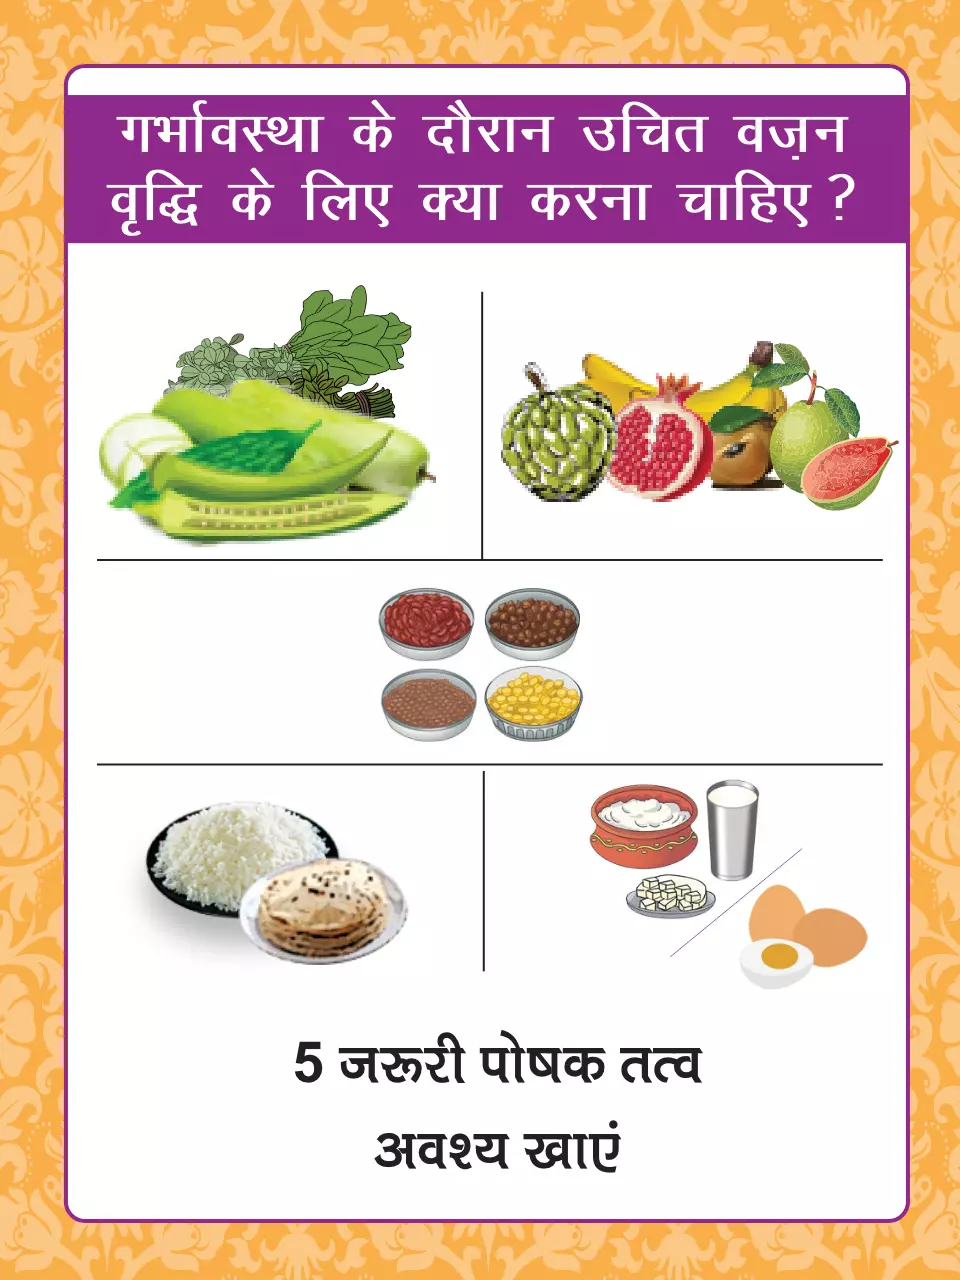 गर्भावस्था के दौरान उचित वज़न
वृद्धि के लिए क्या करना चाहिए ?
5 जरूरी पोषक तत्व
अवश्य खाएं